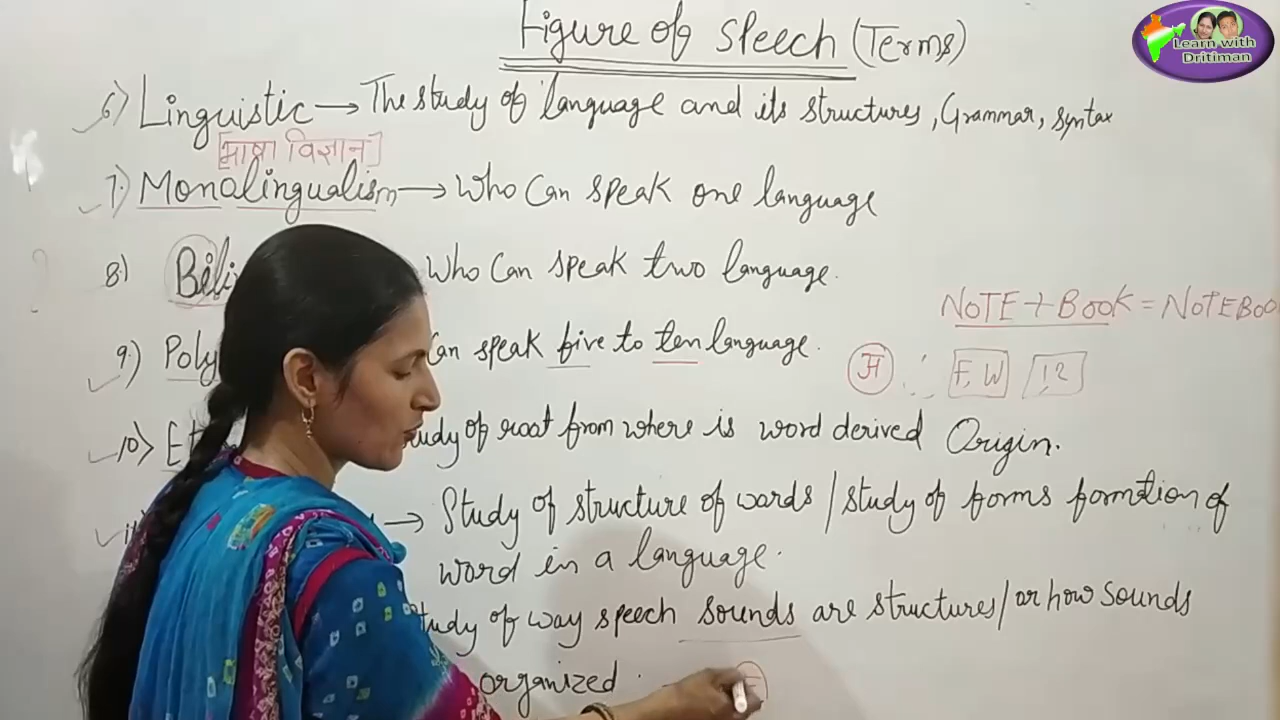 Figure of Speech (Terms)
Learn with
Dritiman
6) Linguistic → The study of language and its structures, Grammar, syntax
[भाषा विज्ञान]
7.) Monalingualism → Who Can speak one language
8.) Bili Who Can speak two language.
NOTE + BOOK = NOTEBOO
9.) Poly Can speak five to ten language.
F, W 12
10) Et study of root from where is word derived Origin.
→ Study of structure of words / study of forms formation of
word in a language.
Study of way speech sounds are structures / or how sounds
organized.